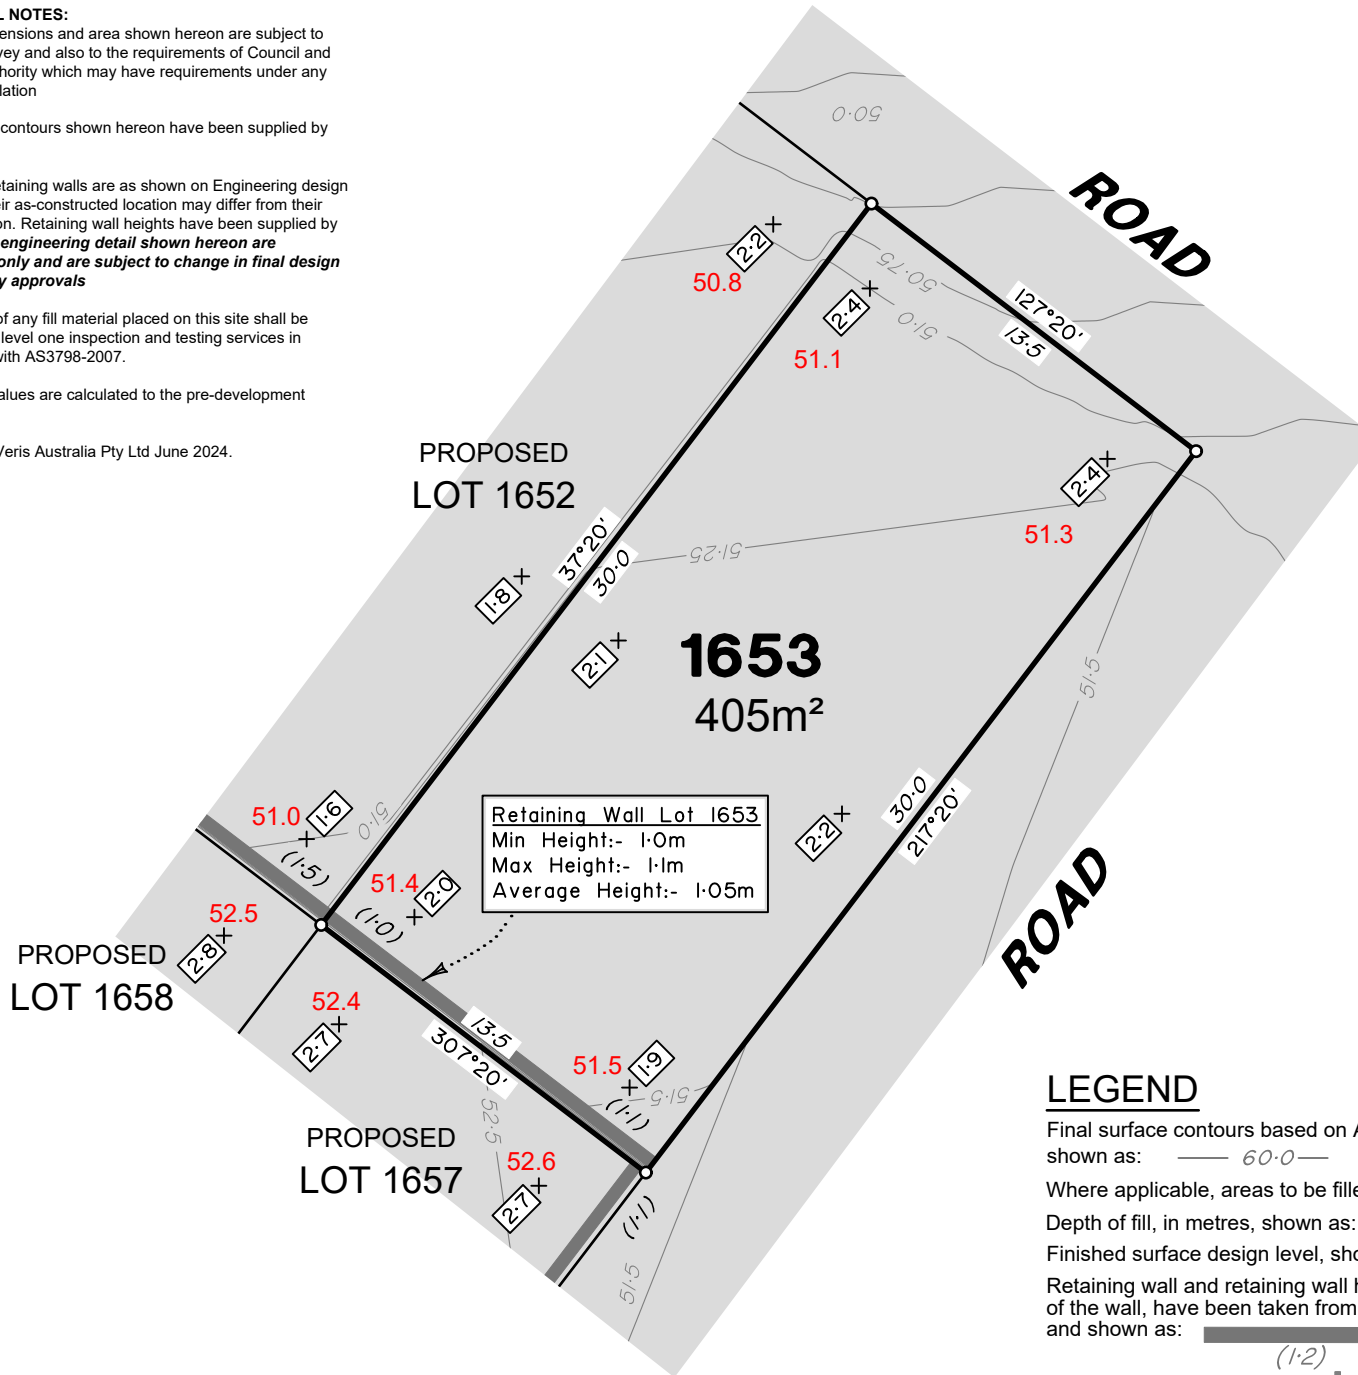 L NOTES:
ensions and area shown hereon are subject to
vey and also to the requirements of Council and
hority which may have requirements under any
lation
contours shown hereon have been supplied by
etaining walls are as shown on Engineering design
eir as-constructed location may differ from their
on. Retaining wall heights have been supplied by
engineering detail shown hereon are
only and are subject to change in final design
y approvals
of any fill material placed on this site shall be
level one inspection and testing services in
with AS3798-2007.
alues are calculated to the pre-development
Veris Australia Pty Ltd June 2024.
50·0
ROAD
2·2
50.8
50·75
2·4
51·0
51.1
127°20'
13·5
PROPOSED
LOT 1652
2·4
51.3
37°20'
30·0
51·25
1·8
2·1
1653
405m²
51·5
51.0
1·6
(1·5)
51·0
Retaining Wall Lot 1653
Min Height:- 1·0m
Max Height:- 1·1m
Average Height:- 1·05m
2·2
30·0
217°20'
51.4
2·0
(1·0)
ROAD
52.5
2·8
PROPOSED
LOT 1658
52.4
2·7
13·5
307°20'
51.5
1·9
51·5
(1·1)
52·5
PROPOSED
LOT 1657
52.6
2·7
(1·1)
51·5
LEGEND
Final surface contours based on A
shown as: 60·0
Where applicable, areas to be fille
Depth of fill, in metres, shown as:
Finished surface design level, sho
Retaining wall and retaining wall h
of the wall, have been taken from
and shown as:
(1·2)